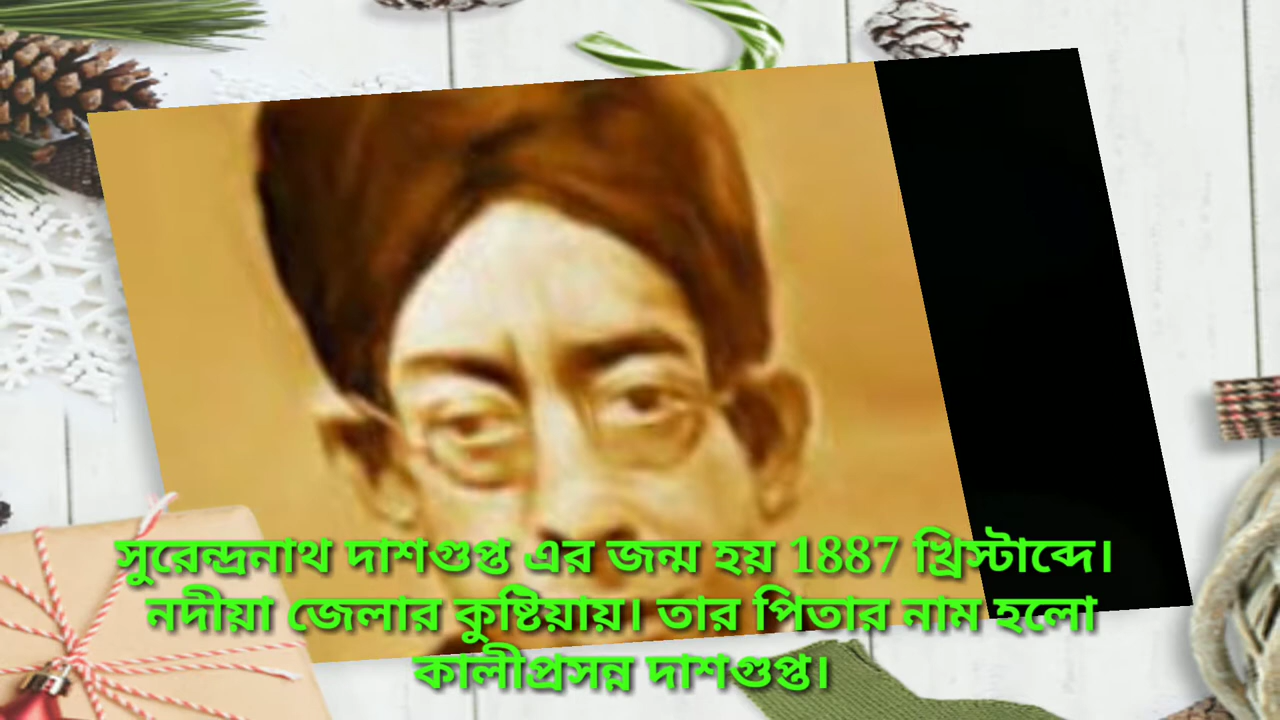 সুরেন্দ্রনাথ দাশগুপ্ত এর জন্ম হয় 1887 খ্রিস্টাব্দে।
নদীয়া জেলার কুষ্টিয়ায়। তার পিতার নাম হলো
কালীপ্রসন্ন দাশগুপ্ত।